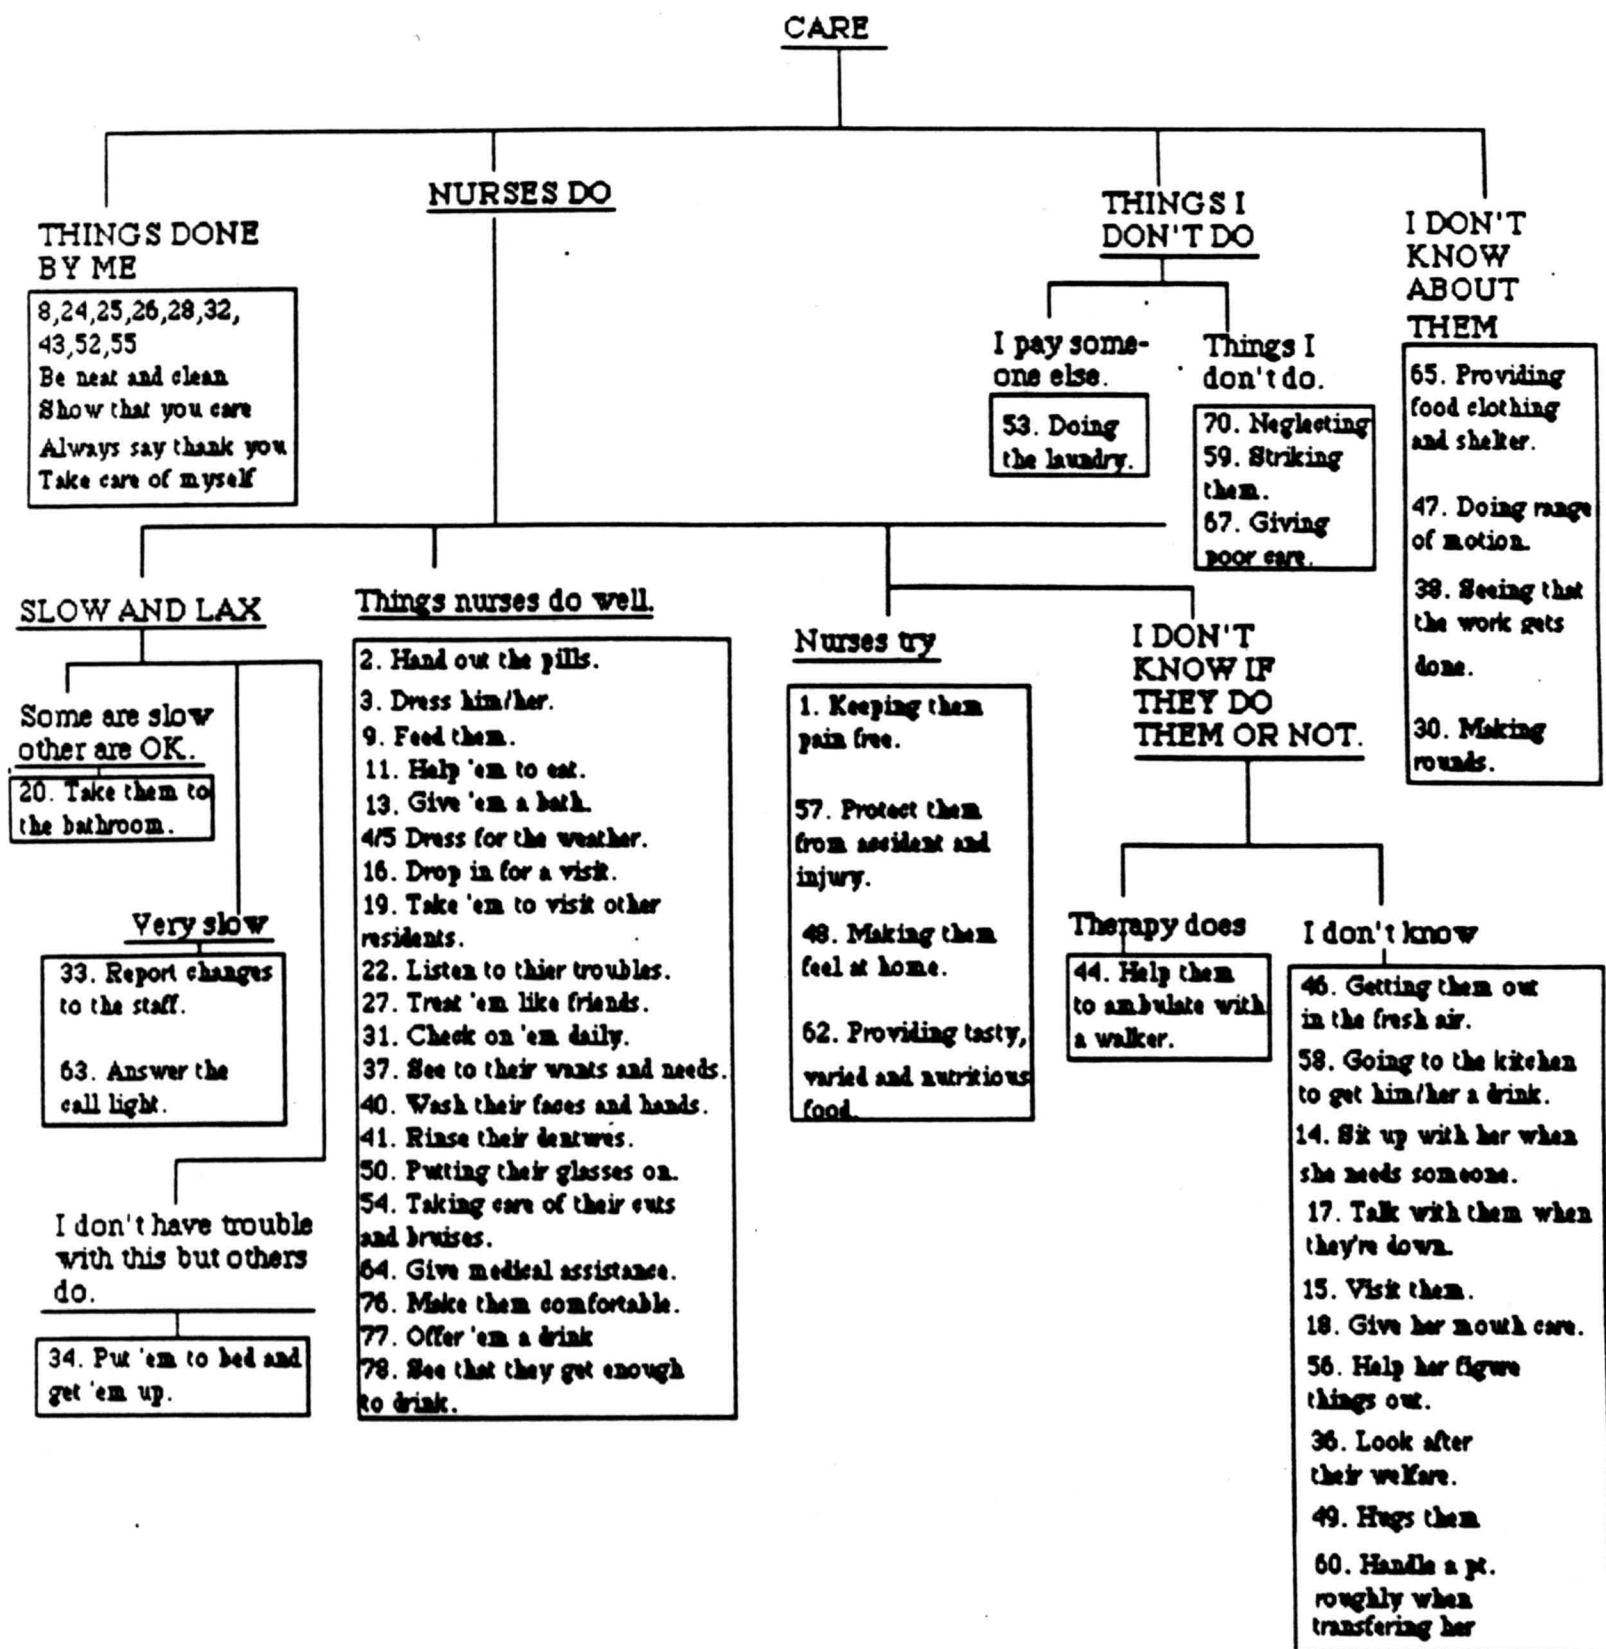 CARE
THINGS DONE
BY ME
8,24,25,26,28,32,
43,52,55
Be neat and clean
Show that you care
Always say thank you
Take care of myself
NURSES DO
THINGS I
DON'T DO
I pay some-
one else.
53. Doing
the laundry.
Things I
don't do.
70. Neglecting
59. Striking
them.
67. Giving
poor care.
I DON'T
KNOW
ABOUT
THEM
65. Providing
food clothing
and shelter.
47. Doing range
of motion.
38. Seeing that
the work gets
done.
30. Making
rounds.
SLOW AND LAX
Some are slow
other are OK.
20. Take them to
the bathroom.
Very slow
33. Report changes
to the staff.
63. Answer the
call light.
I don't have trouble
with this but others
do.
34. Put 'em to bed and
get 'em up.
Things nurses do well.
2. Hand out the pills.
3. Dress him/her.
9. Feed them.
11. Help 'em to eat.
13. Give 'em a bath.
4/5 Dress for the weather.
16. Drop in for a visit.
19. Take 'em to visit other
residents.
22. Listen to thier troubles.
27. Treat 'em like friends.
31. Check on 'em daily.
37. See to their wants and needs.
40. Wash their faces and hands.
41. Rinse their dentures.
50. Putting their glasses on.
54. Taking care of their cuts
and bruises.
64. Give medical assistance.
76. Make them comfortable.
77. Offer 'em a drink
78. See that they get enough
to drink.
Nurses try
1. Keeping them
pain free.
57. Protect them
from accident and
injury.
48. Making them
feel at home.
62. Providing tasty,
varied and nutritious
food.
I DON'T
KNOW IF
THEY DO
THEM OR NOT.
Therapy does
44. Help them
to ambulate with
a walker.
I don't know
46. Getting them out
in the fresh air.
58. Going to the kitchen
to get him/her a drink.
14. Sit up with her when
she needs someone.
17. Talk with them when
they're down.
15. Visit them.
18. Give her mouth care.
56. Help her figure
things out.
36. Look after
their welfare.
49. Hugs them
60. Handle a pt.
roughly when
transfering her